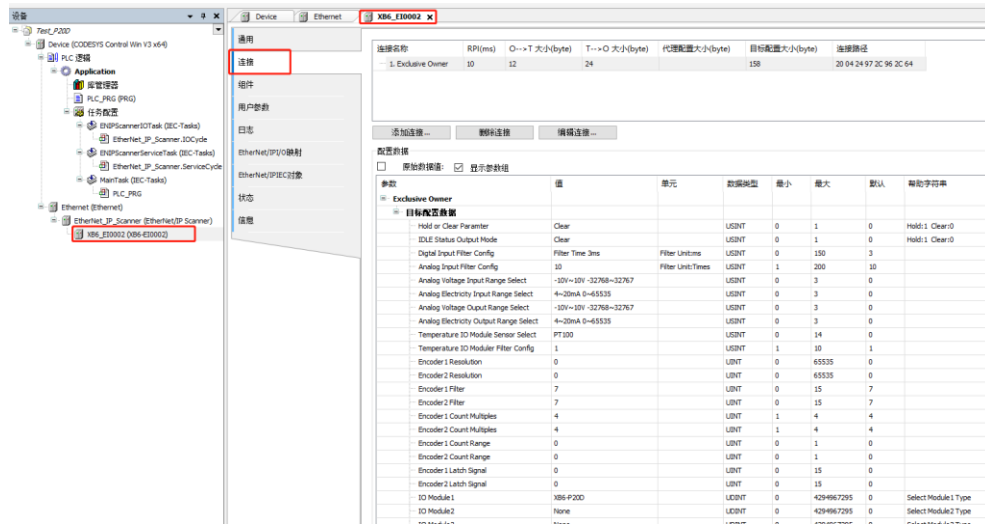 设备
Test_P20D
Device (CODESYS Control Win V3 x64)
PLC 逻辑
Application
库管理器
PLC_PRG (PRG)
任务配置
ENIPScannerIOTask (IEC-Tasks)
EtherNet_IP_Scanner.IOCycle
ENIPScannerServiceTask (IEC-Tasks)
EtherNet_IP_Scanner.ServiceCycle
MainTask (IEC-Tasks)
PLC_PRG
Ethernet (Ethernet)
EtherNet_IP_Scanner (EtherNet/IP Scanner)
XB6_EI0002 (XB6-EI0002)
Device Ethernet XB6_EI0002
通用
连接
组件
用户参数
日志
EtherNet/IPI/O映射
EtherNet/IPIEC对象
状态
信息
连接名称 RPI(ms) O-->T 大小(byte) T-->O 大小(byte) 代理配置大小(byte) 目标配置大小(byte) 连接路径
1. Exclusive Owner 10 12 24 158 20 04 24 97 2C 96 2C 64
添加连接... 删除连接 编辑连接...
配置数据
原始数据值: 显示参数组
参数 值 单元 数据类型 最小 最大 默认 帮助字符串
Exclusive Owner
目标配置数据
Hold or Clear Paramter Clear USINT 0 1 0 Hold:1 Clear:0
IDLE Status Output Mode Clear USINT 0 1 0 Hold:1 Clear:0
Digtal Input Filter Config Filter Time 3ms Filter Unit:ms USINT 0 150 3
Analog Input Filter Config 10 Filter Unit:Times USINT 1 200 10
Analog Voltage Input Range Select -10V~10V -32768~32767 USINT 0 3 0
Analog Electricity Input Range Select 4~20mA 0~65535 USINT 0 3 0
Analog Voltage Ouput Range Select -10V~10V -32768~32767 USINT 0 3 0
Analog Electricity Output Range Select 4~20mA 0~65535 USINT 0 3 0
Temperature IO Module Sensor Select PT100 USINT 0 14 0
Temperature IO Moduler Filter Config 1 USINT 1 10 1
Encoder1 Resolution 0 UINT 0 65535 0
Encoder2 Resolution 0 UINT 0 65535 0
Encoder1 Filter 7 UINT 0 15 7
Encoder2 Filter 7 UINT 0 15 7
Encoder1 Count Multiples 4 UINT 1 4 4
Encoder2 Count Multiples 4 UINT 1 4 4
Encoder1 Count Range 0 UINT 0 1 0
Encoder2 Count Range 0 UINT 0 1 0
Encoder1 Latch Signal 0 UINT 0 15 0
Encoder2 Latch Signal 0 UINT 0 15 0
IO Module1 XB6-P20D UDINT 0 4294967295 0 Select Module1 Type
IO Module2 None UDINT 0 4294967295 0 Select Module2 Type